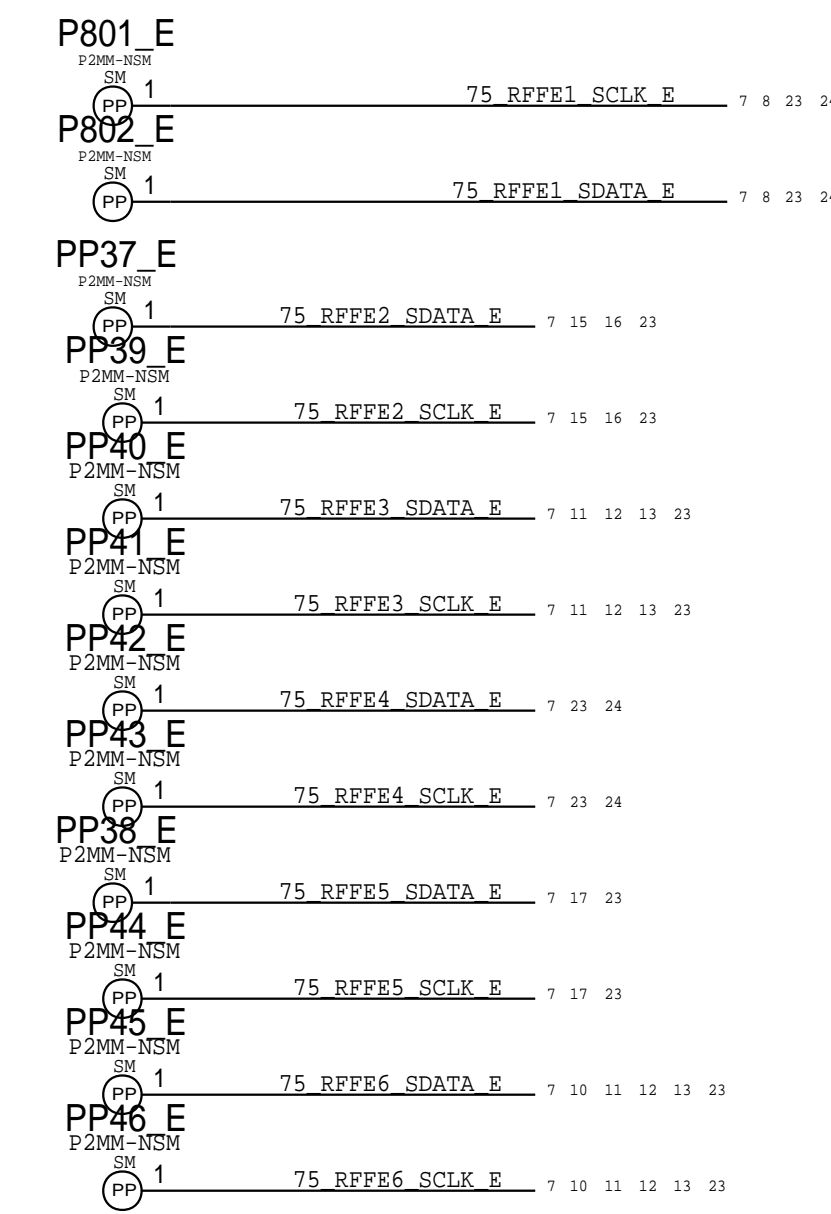 P801_E
P2MM-NSM
SM
PP 1 75_RFFE1_SCLK_E 7 8 23 24
P802_E
P2MM-NSM
SM
PP 1 75_RFFE1_SDATA_E 7 8 23 24
PP37_E
P2MM-NSM
SM
PP 1 75_RFFE2_SDATA_E 7 15 16 23
PP39_E
P2MM-NSM
SM
PP 1 75_RFFE2_SCLK_E 7 15 16 23
PP40_E
P2MM-NSM
SM
PP 1 75_RFFE3_SDATA_E 7 11 12 13 23
PP41_E
P2MM-NSM
SM
PP 1 75_RFFE3_SCLK_E 7 11 12 13 23
PP42_E
P2MM-NSM
SM
PP 1 75_RFFE4_SDATA_E 7 23 24
PP43_E
P2MM-NSM
SM
PP 1 75_RFFE4_SCLK_E 7 23 24
PP38_E
P2MM-NSM
SM
PP 1 75_RFFE5_SDATA_E 7 17 23
PP44_E
P2MM-NSM
SM
PP 1 75_RFFE5_SCLK_E 7 17 23
PP45_E
P2MM-NSM
SM
PP 1 75_RFFE6_SDATA_E 7 10 11 12 13 23
PP46_E
P2MM-NSM
SM
PP 1 75_RFFE6_SCLK_E 7 10 11 12 13 23